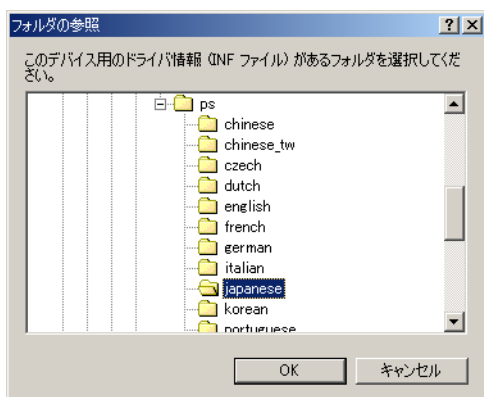 フォルダの参照
このデバイス用のドライバ情報 (INF ファイル) があるフォルダを選択してくだ
さい。
ps
chinese
chinese_tw
czech
dutch
english
french
german
italian
japanese
korean
portuguese
OK キャンセル